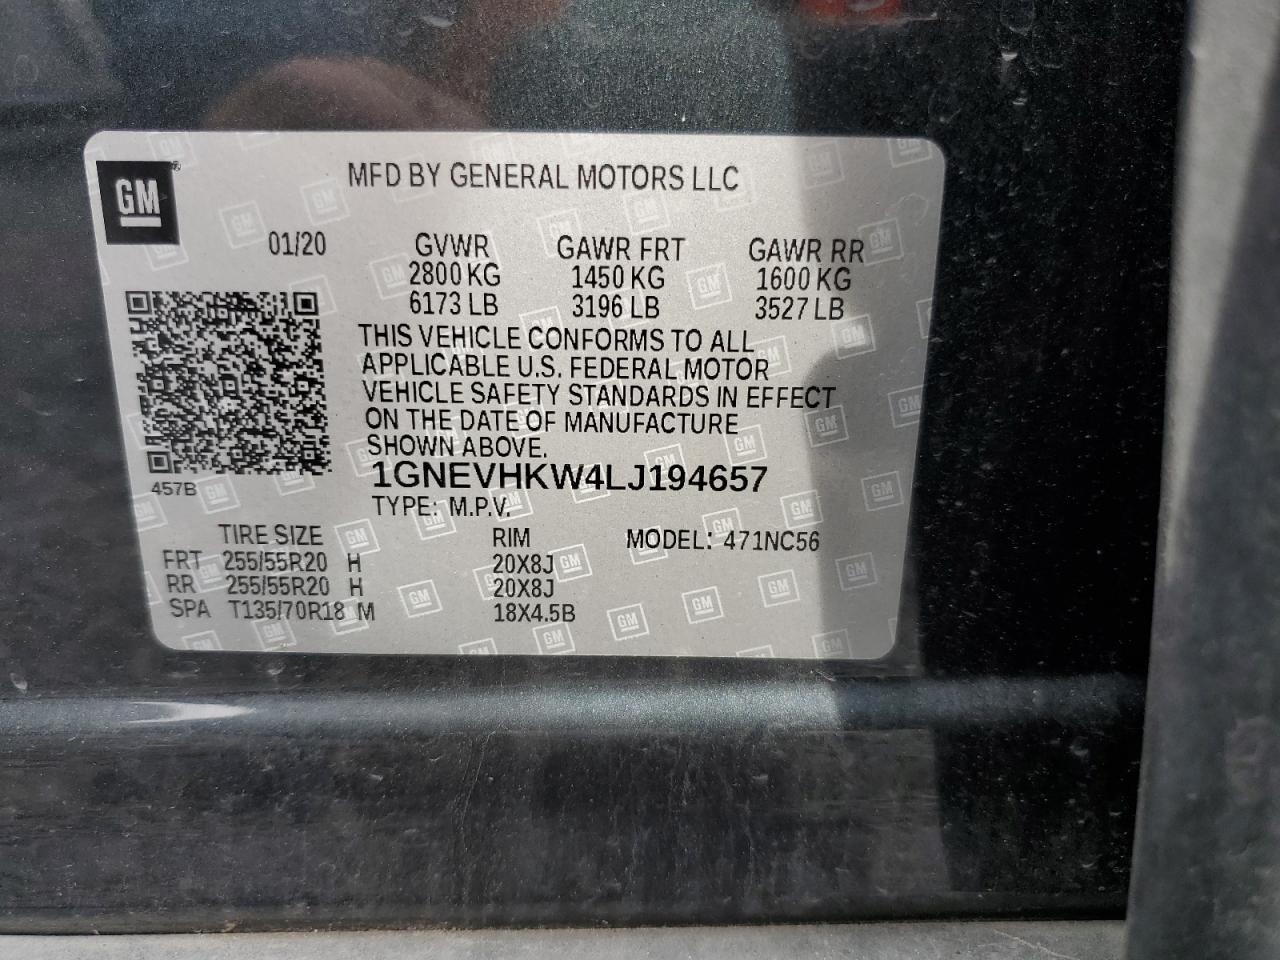 GM
MFD BY GENERAL MOTORS LLC
01/20 GVWR GAWR FRT GAWR RR
2800 KG 1450 KG 1600 KG
6173 LB 3196 LB 3527 LB
THIS VEHICLE CONFORMS TO ALL
APPLICABLE U.S. FEDERAL MOTOR
VEHICLE SAFETY STANDARDS IN EFFECT
ON THE DATE OF MANUFACTURE
SHOWN ABOVE.
457B 1GNEVHKW4LJ194657
TYPE: M.P.V.
TIRE SIZE RIM MODEL: 471NC56
FRT 255/55R20 H 20X8J
RR 255/55R20 H 20X8J
SPA T135/70R18 M 18X4.5B